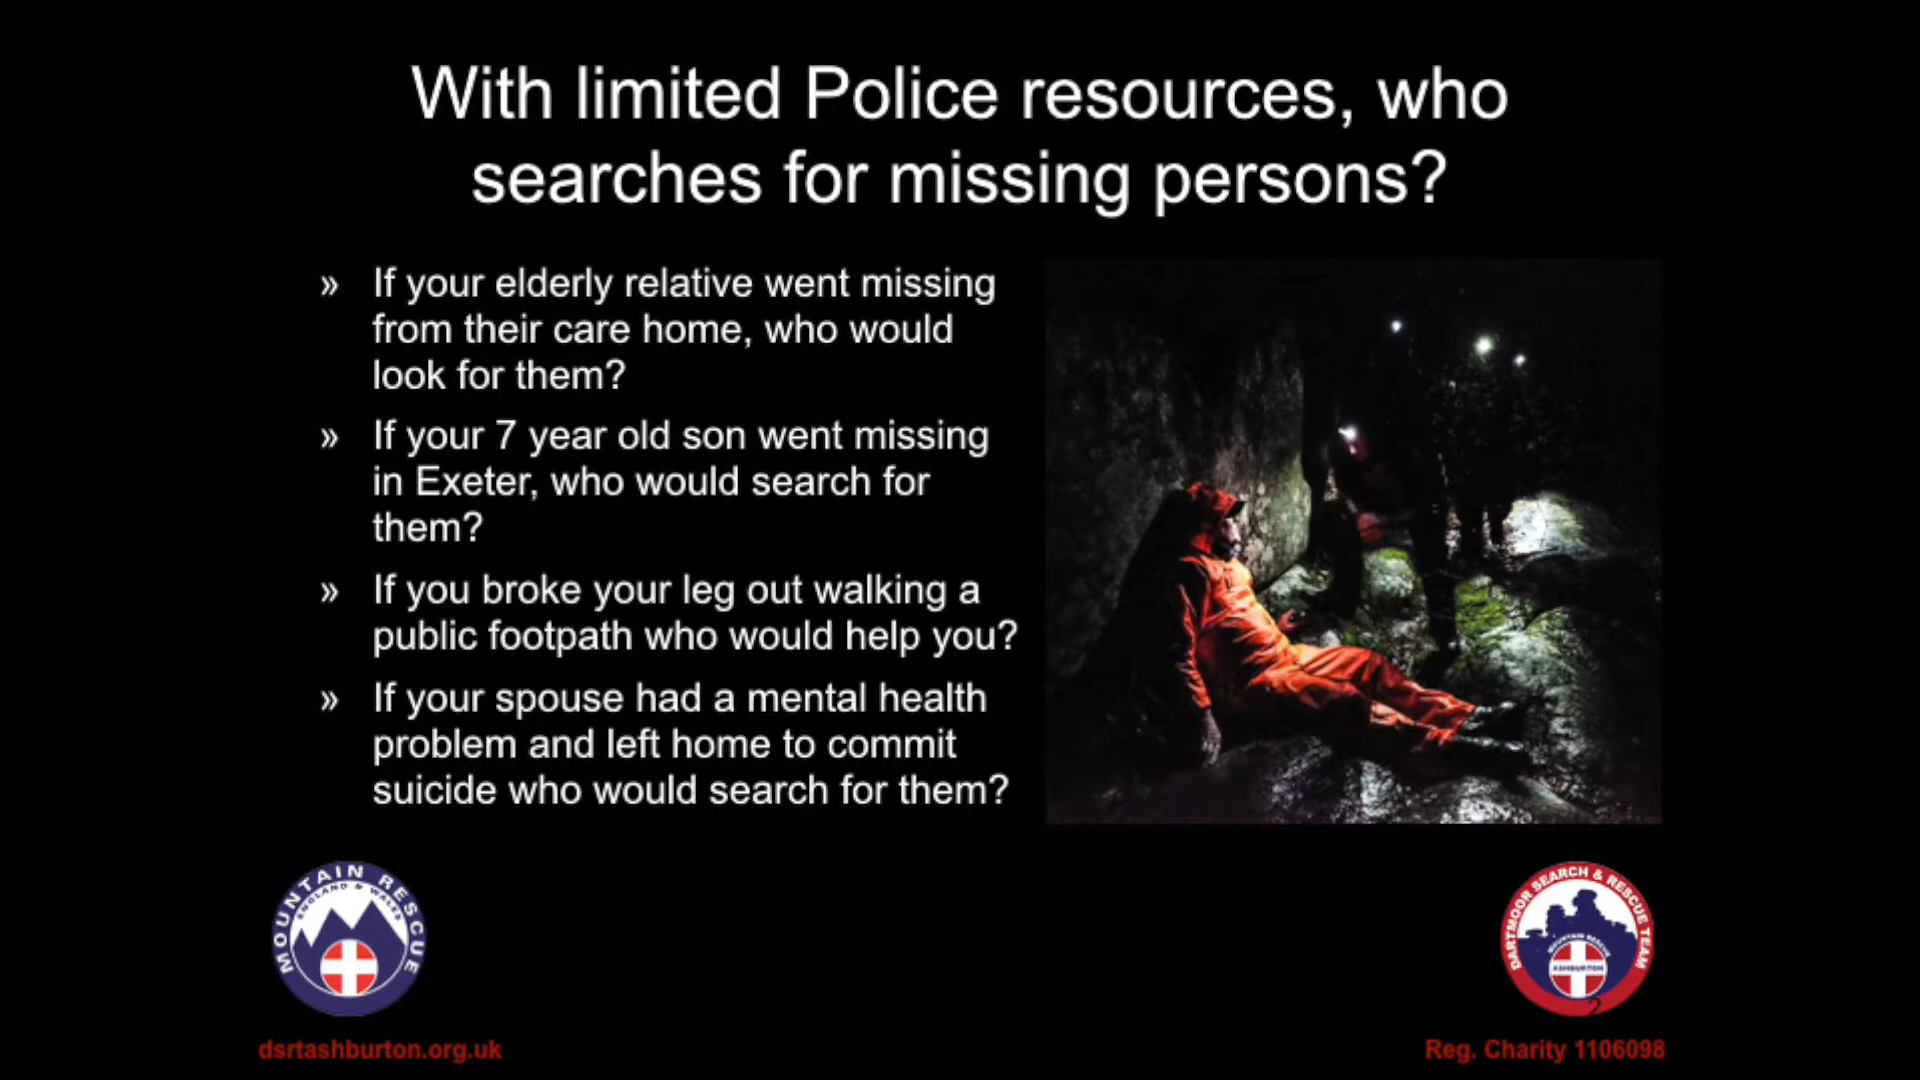 With limited Police resources, who
searches for missing persons?
» If your elderly relative went missing
from their care home, who would
look for them?
» If your 7 year old son went missing
in Exeter, who would search for
them?
» If you broke your leg out walking a
public footpath who would help you?
» If your spouse had a mental health
problem and left home to commit
suicide who would search for them?
MOUNTAIN RESCUE
ENGLAND & WALES
DARTMOOR SEARCH & RESCUE TEAM
MOUNTAIN RESCUE
ASHBURTON
2
dsrtashburton.org.uk
Reg. Charity 1106098